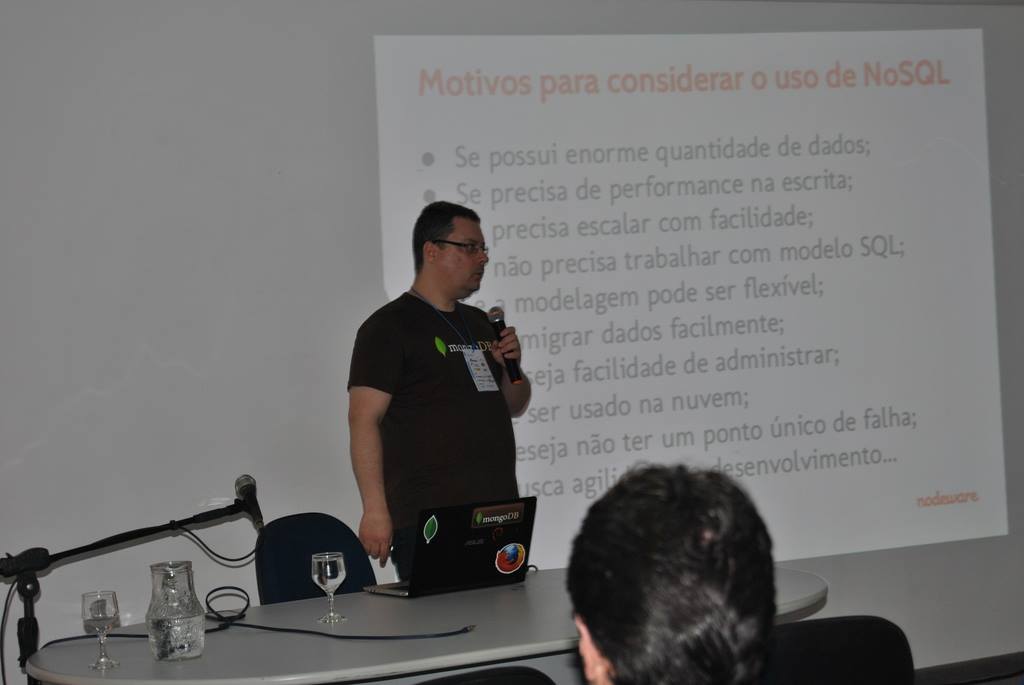 Motivos para considerar o uso de NoSQL
Se possui enorme quantidade de dados;
Se precisa de performance na escrita;
precisa escalar com facilidade;
não precisa trabalhar com modelo SQL;
a modelagem pode ser flexível;
migrar dados facilmente;
seja facilidade de administrar;
ser usado na nuvem;
eseja não ter um ponto único de falha;
usca agili desenvolvimento...
nodeware
mongoDB
mongoDB